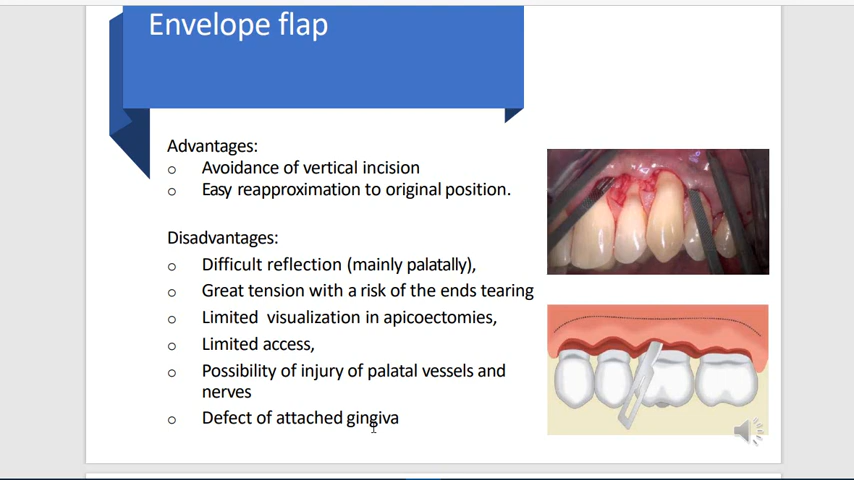 Envelope flap
Advantages:
o Avoidance of vertical incision
o Easy reapproximation to original position.
Disadvantages:
o Difficult reflection (mainly palatally),
o Great tension with a risk of the ends tearing
o Limited visualization in apicoectomies,
o Limited access,
o Possibility of injury of palatal vessels and
nerves
o Defect of attached gingiva